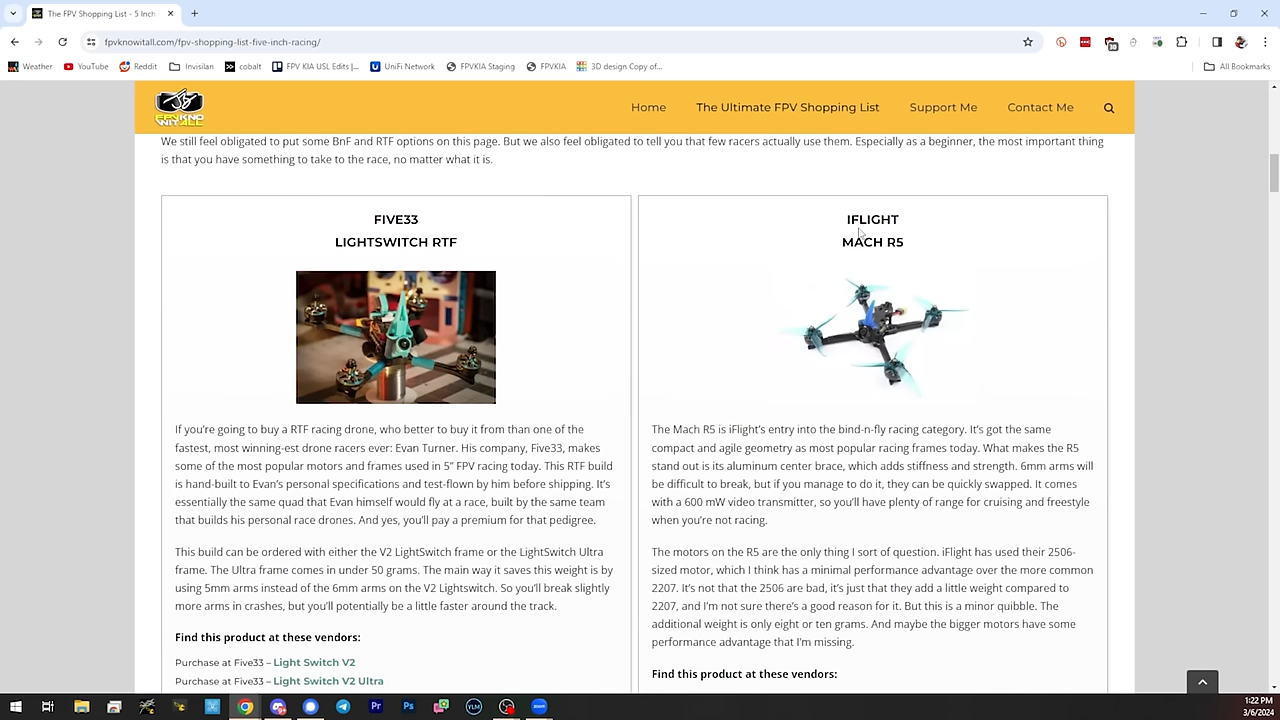 The FPV Shopping List - 5 Inch
fpvknowitall.com/fpv-shopping-list-five-inch-racing/
Weather
YouTube
Reddit
Invisilan
cobalt
FPV KIA USL Edits |...
UniFi Network
FPVKIA Staging
FPVKIA
3D design Copy of...
All Bookmarks
FPV KNOW IT ALL
Home
The Ultimate FPV Shopping List
Support Me
Contact Me
We still feel obligated to put some BnF and RTF options on this page. But we also feel obligated to tell you that few racers actually use them. Especially as a beginner, the most important thing
is that you have something to take to the race, no matter what it is.
FIVE33
LIGHTSWITCH RTF
If you're going to buy a RTF racing drone, who better to buy it from than one of the
fastest, most winning-est drone racers ever: Evan Turner. His company, Five33, makes
some of the most popular motors and frames used in 5" FPV racing today. This RTF build
is hand-built to Evan's personal specifications and test-flown by him before shipping. It's
essentially the same quad that Evan himself would fly at a race, built by the same team
that builds his personal race drones. And yes, you'll pay a premium for that pedigree.
This build can be ordered with either the V2 LightSwitch frame or the LightSwitch Ultra
frame. The Ultra frame comes in under 50 grams. The main way it saves this weight is by
using 5mm arms instead of the 6mm arms on the V2 Lightswitch. So you'll break slightly
more arms in crashes, but you'll potentially be a little faster around the track.
Find this product at these vendors:
Purchase at Five33 – Light Switch V2
Purchase at Five33 – Light Switch V2 Ultra
IFLIGHT
MACH R5
The Mach R5 is iFlight's entry into the bind-n-fly racing category. It's got the same
compact and agile geometry as most popular racing frames today. What makes the R5
stand out is its aluminum center brace, which adds stiffness and strength. 6mm arms will
be difficult to break, but if you manage to do it, they can be quickly swapped. It comes
with a 600 mW video transmitter, so you'll have plenty of range for cruising and freestyle
when you're not racing.
The motors on the R5 are the only thing I sort of question. iFlight has used their 2506-
sized motor, which I think has a minimal performance advantage over the more common
2207. It's not that the 2506 are bad, it's just that they add a little weight compared to
2207, and I'm not sure there's a good reason for it. But this is a minor quibble. The
additional weight is only eight or ten grams. And maybe the bigger motors have some
performance advantage that I'm missing.
Find this product at these vendors:
1:22 PM
3/6/2024